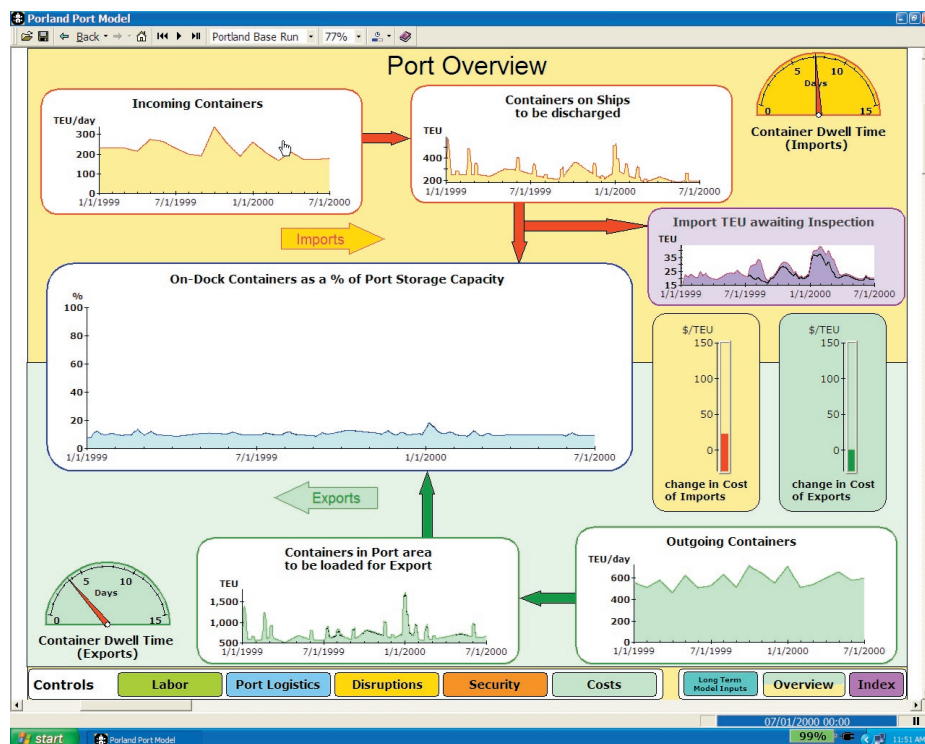 Porland Port Model
Back Portland Base Run 77%
Port Overview
Incoming Containers
TEU/day
300
200
100
0
1/1/1999 7/1/1999 1/1/2000 7/1/2000
Containers on Ships
to be discharged
TEU
400
200
1/1/1999 7/1/1999 1/1/2000 7/1/2000
0 5 10 15
Days
Container Dwell Time
(Imports)
Imports
Import TEU awaiting Inspection
TEU
35
25
15
1/1/1999 7/1/1999 1/1/2000 7/1/2000
On-Dock Containers as a % of Port Storage Capacity
%
100
80
60
40
20
0
1/1/1999 7/1/1999 1/1/2000 7/1/2000
$/TEU
150
100
50
0
change in Cost
of Imports
$/TEU
150
100
50
0
change in Cost
of Exports
Exports
0 5 10 15
Days
Container Dwell Time
(Exports)
Containers in Port area
to be loaded for Export
TEU
1,500
1,000
500
1/1/1999 7/1/1999 1/1/2000 7/1/2000
Outgoing Containers
TEU/day
600
400
200
0
1/1/1999 7/1/1999 1/1/2000 7/1/2000
Controls Labor Port Logistics Disruptions Security Costs
Long Term
Model Inputs
Overview Index
07/01/2000 00:00
start Porland Port Model 99% 11:51 AM